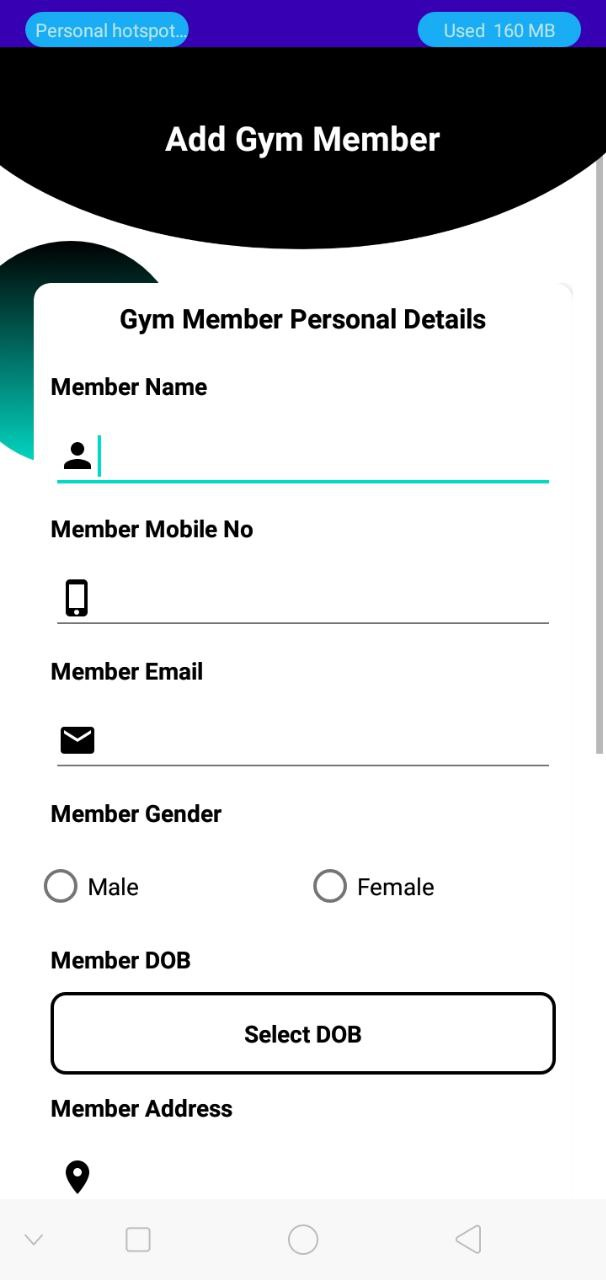 Personal hotspot... Used 160 MB
Add Gym Member
Gym Member Personal Details
Member Name
Member Mobile No
Member Email
Member Gender
Male Female
Member DOB
Select DOB
Member Address